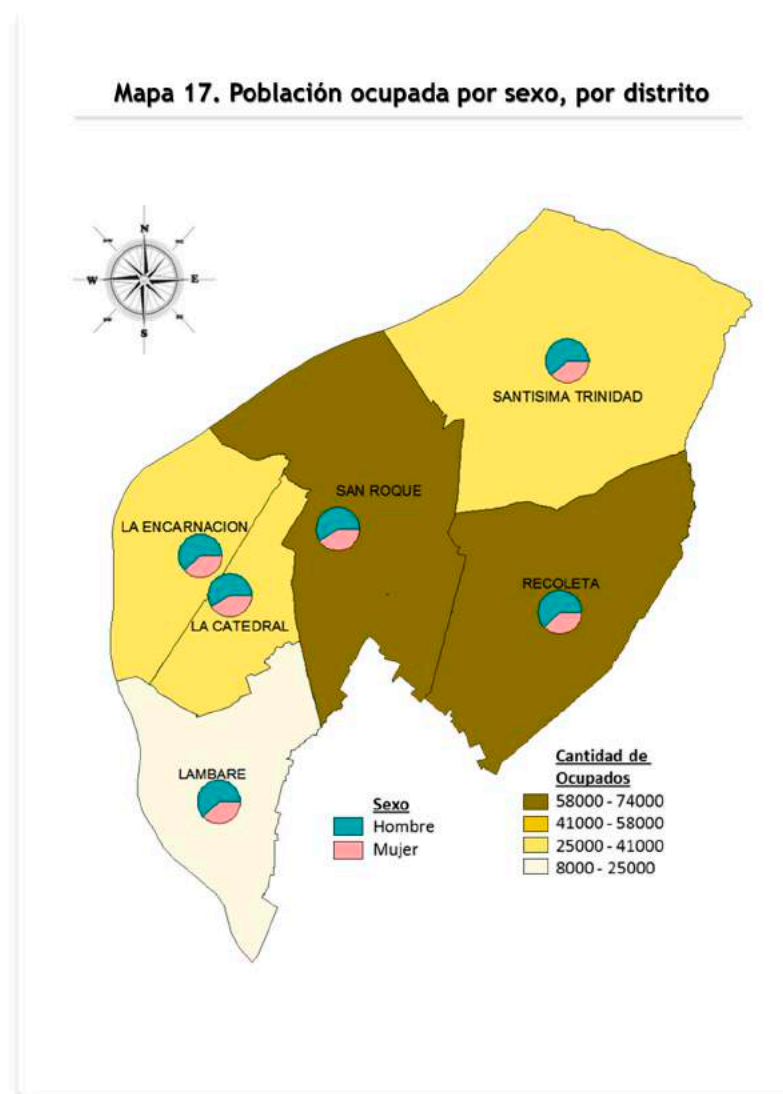 Mapa 17. Población ocupada por sexo, por distrito
N
W
E
S
SANTISIMA TRINIDAD
SAN ROQUE
LA ENCARNACION
RECOLETA
LA CATEDRAL
LAMBARE
Sexo
Hombre
Mujer
Cantidad de
Ocupados
58000 - 74000
41000 - 58000
25000 - 41000
8000 - 25000